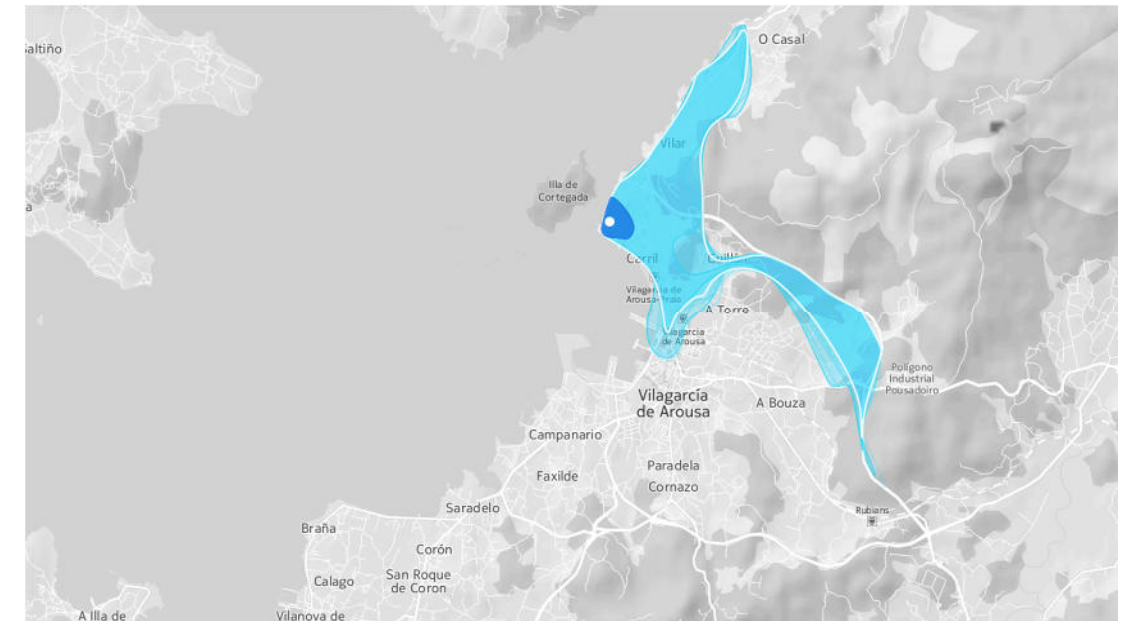 O Casal
Vilar
Illa de
Cortegada
Carril
A Torre
Vilagarcía
de Arousa
Polígono
Industrial
Pousadoiro
Vilagarcía
de Arousa
A Bouza
Campanario
Faxilde
Paradela
Cornazo
Saradelo
Rubians
Braña
Corón
Calago
San Roque
de Coron
A Illa de
Vilanova de